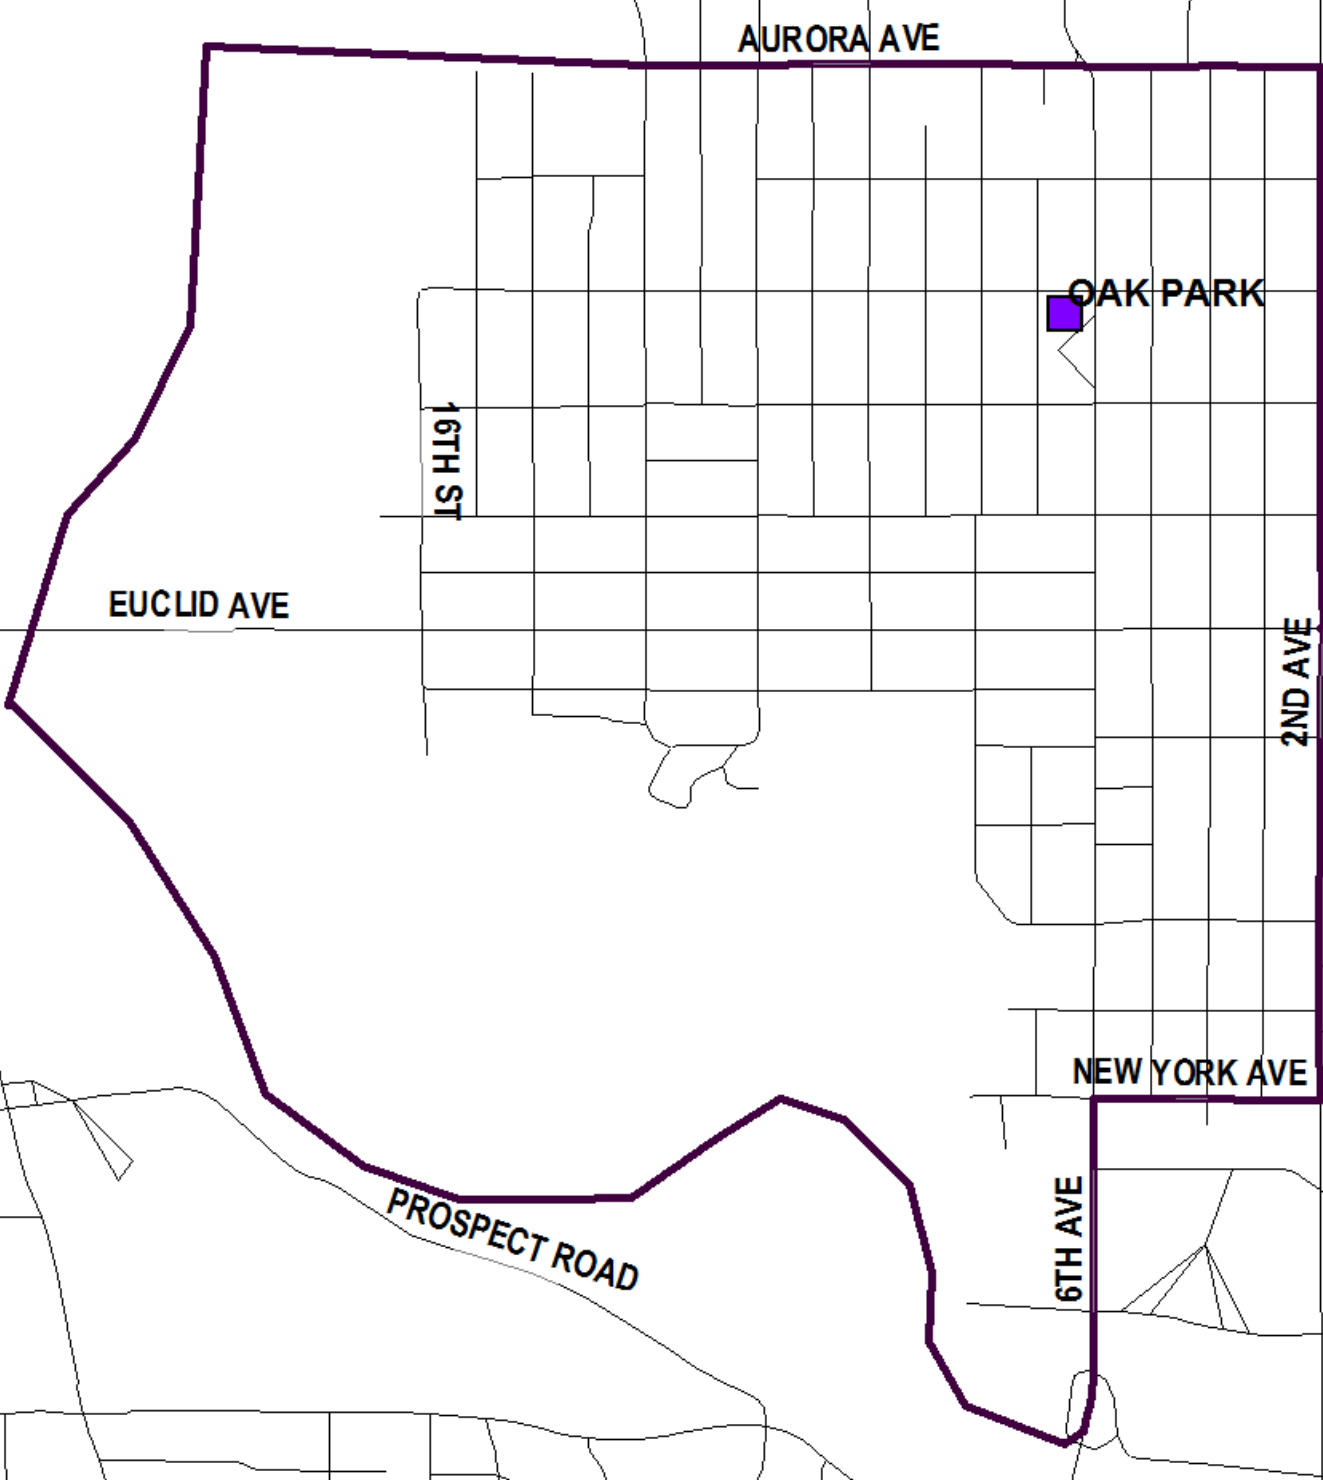 AURORA AVE
OAK PARK
16TH ST
EUCLID AVE
2ND AVE
NEW YORK AVE
PROSPECT ROAD
6TH AVE